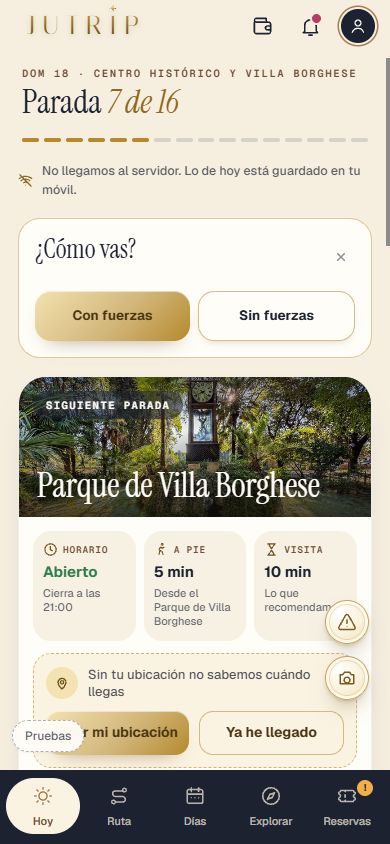 JUTRIP
DOM 18 · CENTRO HISTÓRICO Y VILLA BORGHESE
Parada 7 de 16
No llegamos al servidor. Lo de hoy está guardado en tu
móvil.
¿Cómo vas?
×
Con fuerzas
Sin fuerzas
SIGUIENTE PARADA
Parque de Villa Borghese
HORARIO
Abierto
Cierra a las
21:00
A PIE
5 min
Desde el
Parque de Villa
Borghese
VISITA
10 min
Lo que
recomendam
Sin tu ubicación no sabemos cuándo
llegas
r mi ubicación
Ya he llegado
Pruebas
Hoy
Ruta
Días
Explorar
!
Reservas